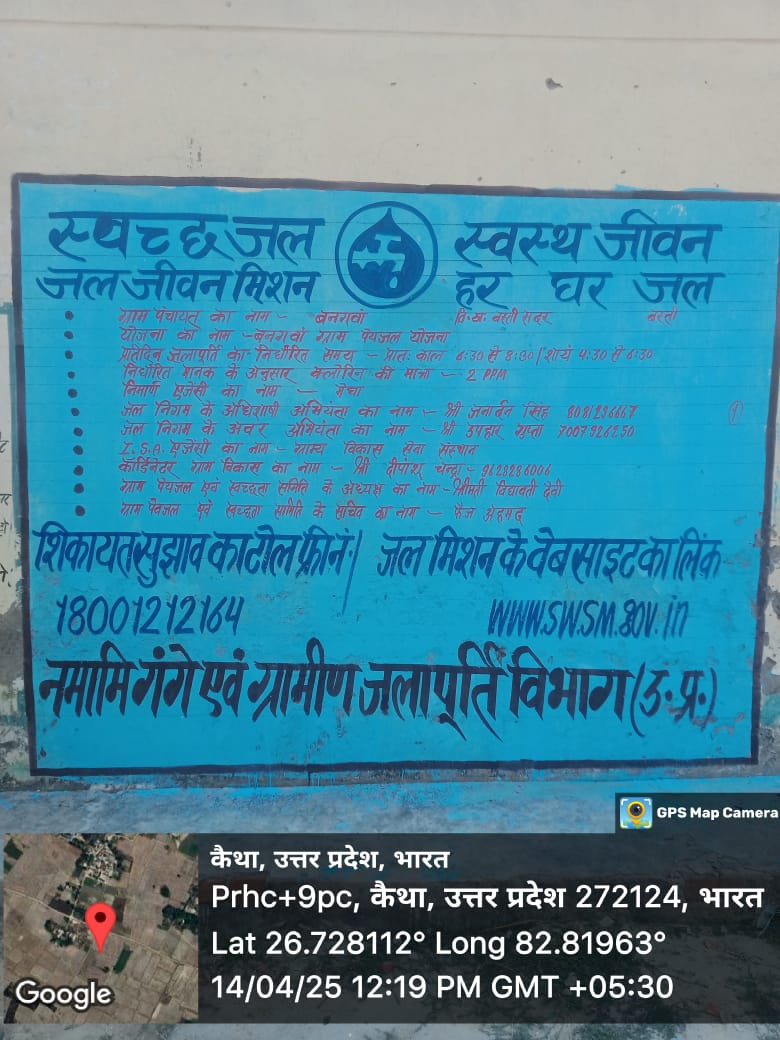 स्वच्छ जल स्वस्थ जीवन
जल जीवन मिशन हर घर जल
ग्राम पंचायत का नाम - बनगवां वि.ख. बस्ती सदर बस्ती
योजना का नाम - बनगवां ग्राम पेयजल योजना
प्रतिदिन जलापूर्ति का निर्धारित समय - प्रातः काल 6:30 से 8:30/शायं 4:30 से 6:30
निर्धारित मानक के अनुसार क्लोरिन की मात्रा - 2 PPM
निमार्ण एजेंसी का नाम - मेघा
जल निगम के अधिशाषी अभियंता का नाम - श्री जनार्दन सिंह
जल निगम के अवर अभियंता का नाम - श्री उपहार गुप्ता 7007926250
I.S.A. एजेंसी का नाम - ग्राम्य विकास सेवा संस्थान
कॉर्डिनेटर ग्राम विकास का नाम - श्री दीपांश चन्द्रा - 9628286006
ग्राम पेयजल एवं स्वच्छता समिति के अध्यक्ष का नाम - श्रीमती विद्यावती देवी
ग्राम पेयजल एवं स्वच्छता समिति के सचिव का नाम - फैज अहमद
शिकायत सुझाव का टोल फ्री नं./ जल मिशन के वेबसाइट का लिंक
18001212164 WWW.SWSM.gov.in
नमामि गंगे एवं ग्रामीण जलापूर्ति विभाग (उ.प्र.)
GPS Map Camera
कैथा, उत्तर प्रदेश, भारत
Prhc+9pc, कैथा, उत्तर प्रदेश 272124, भारत
Lat 26.728112° Long 82.81963°
14/04/25 12:19 PM GMT +05:30
Google